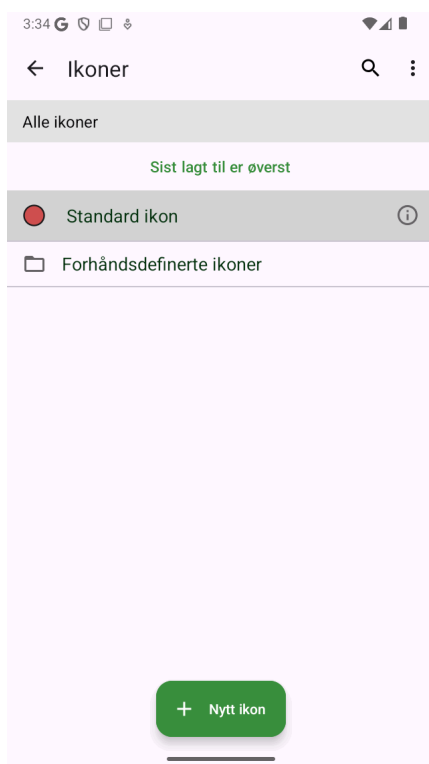 3:34
Ikoner
Alle ikoner
Sist lagt til er øverst
Standard ikon
Forhåndsdefinerte ikoner
Nytt ikon